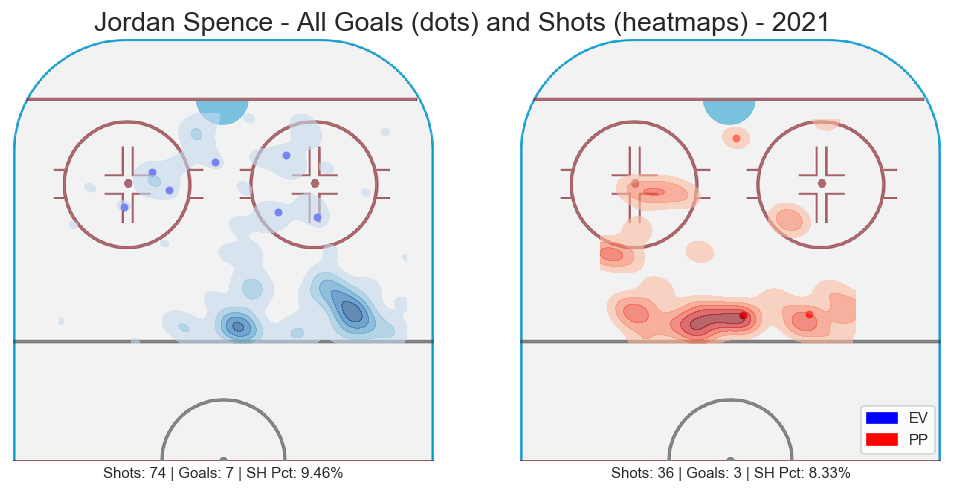 Jordan Spence - All Goals (dots) and Shots (heatmaps) - 2021
EV
PP
Shots: 74 | Goals: 7 | SH Pct: 9.46%
Shots: 36 | Goals: 3 | SH Pct: 8.33%